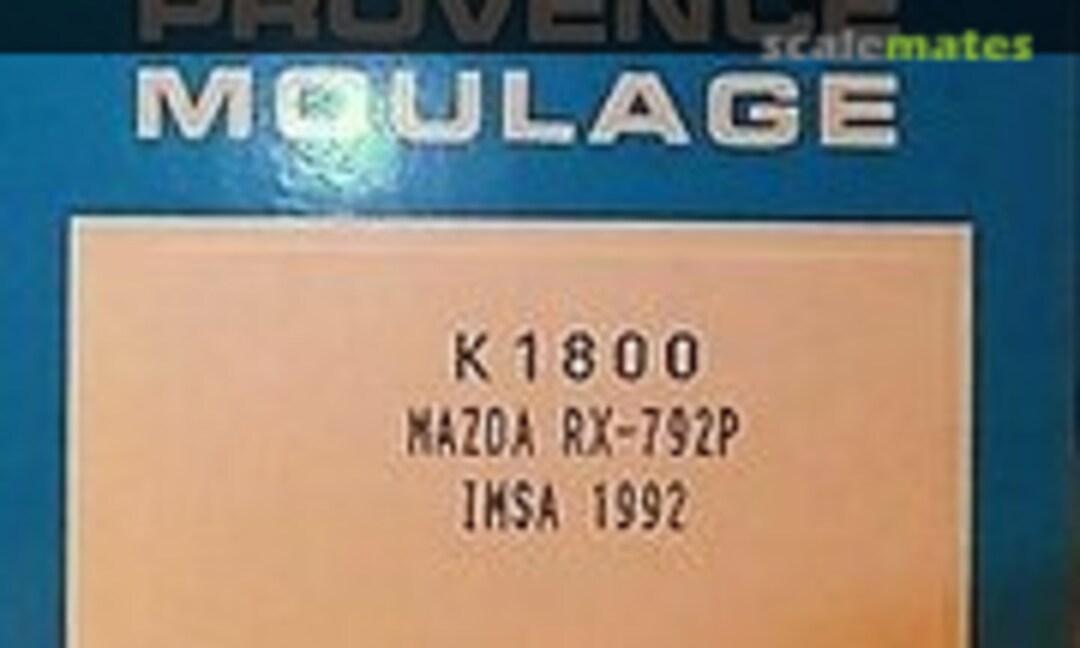 PROVENCE
scalemates
MOULAGE
K1800
MAZDA RX-792P
IMSA 1992